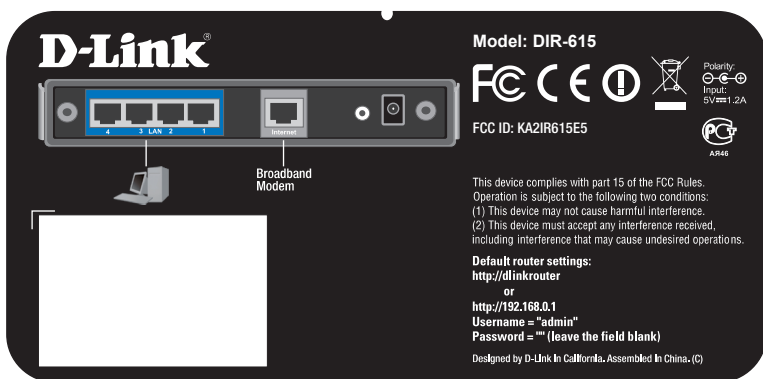 D-Link®
4 3 LAN 2 1
Internet
Broadband
Modem
Model: DIR-615
FC CE
Polarity:
Input:
5V⎓1.2A
FCC ID: KA2IR615E5
РСТ
АЯ46
This device complies with part 15 of the FCC Rules.
Operation is subject to the following two conditions:
(1) This device may not cause harmful interference.
(2) This device must accept any interference received,
including interference that may cause undesired operations.
Default router settings:
http://dlinkrouter
or
http://192.168.0.1
Username = "admin"
Password = "" (leave the field blank)
Designed by D-Link in California. Assembled in China. (C)